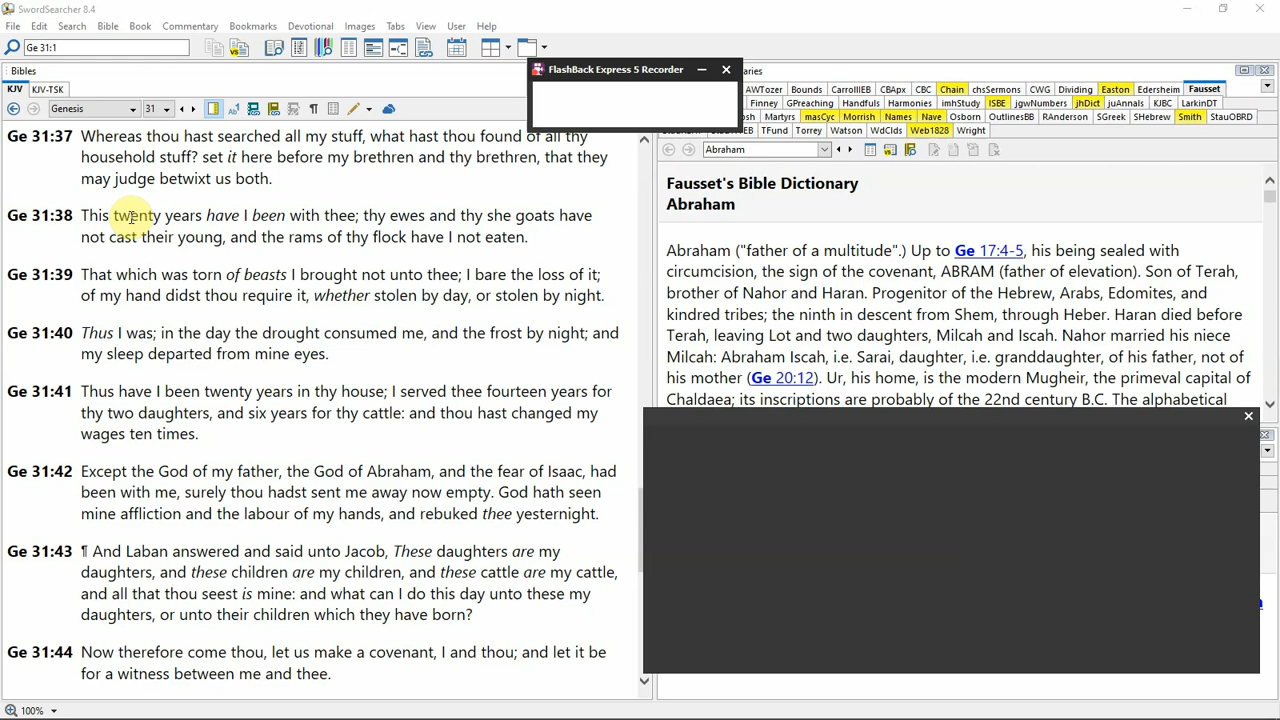 SwordSearcher 8.4
File Edit Search Bible Book Commentary Bookmarks Devotional Images Tabs View User Help
Ge 31:1
Bibles
KJV KJV-TSK
Genesis 31
Ge 31:37 Whereas thou hast searched all my stuff, what hast thou found of all thy
household stuff? set it here before my brethren and thy brethren, that they
may judge betwixt us both.
Ge 31:38 This twenty years have I been with thee; thy ewes and thy she goats have
not cast their young, and the rams of thy flock have I not eaten.
Ge 31:39 That which was torn of beasts I brought not unto thee; I bare the loss of it;
of my hand didst thou require it, whether stolen by day, or stolen by night.
Ge 31:40 Thus I was; in the day the drought consumed me, and the frost by night; and
my sleep departed from mine eyes.
Ge 31:41 Thus have I been twenty years in thy house; I served thee fourteen years for
thy two daughters, and six years for thy cattle: and thou hast changed my
wages ten times.
Ge 31:42 Except the God of my father, the God of Abraham, and the fear of Isaac, had
been with me, surely thou hadst sent me away now empty. God hath seen
mine affliction and the labour of my hands, and rebuked thee yesternight.
Ge 31:43 ¶ And Laban answered and said unto Jacob, These daughters are my
daughters, and these children are my children, and these cattle are my cattle,
and all that thou seest is mine: and what can I do this day unto these my
daughters, or unto their children which they have born?
Ge 31:44 Now therefore come thou, let us make a covenant, I and thou; and let it be
for a witness between me and thee.
100%
FlashBack Express 5 Recorder
aries
AWTozer Bounds CarrollEB CBApx CBC Chain chsSermons CWG Dividing Easton Edersheim Fausset
Finney GPreaching Handfuls Harmonies imhStudy ISBE jgwNumbers jhDict juAnnals KJBC LarkinDT
Martyrs masCyc Morrish Names Nave Osborn OutlinesBB RAnderson SGreek SHebrew Smith StauOBRD
TFund Torrey Watson WdClds Web1828 Wright
Abraham
Fausset's Bible Dictionary
Abraham
Abraham ("father of a multitude".) Up to Ge 17:4-5, his being sealed with
circumcision, the sign of the covenant, ABRAM (father of elevation). Son of Terah,
brother of Nahor and Haran. Progenitor of the Hebrew, Arabs, Edomites, and
kindred tribes; the ninth in descent from Shem, through Heber. Haran died before
Terah, leaving Lot and two daughters, Milcah and Iscah. Nahor married his niece
Milcah: Abraham Iscah, i.e. Sarai, daughter, i.e. granddaughter, of his father, not of
his mother (Ge 20:12). Ur, his home, is the modern Mugheir, the primeval capital of
Chaldaea; its inscriptions are probably of the 22nd century B.C. The alphabetical